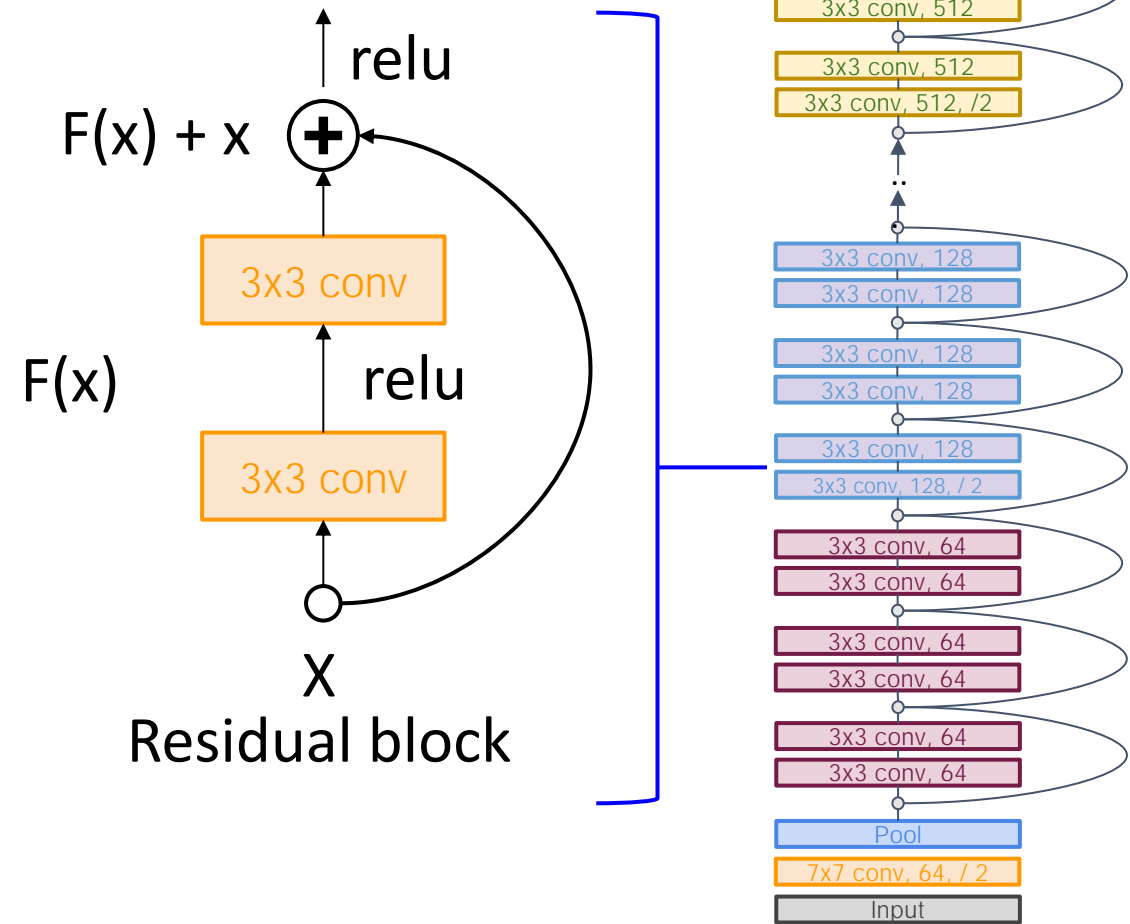 relu
F(x) + x
+
3x3 conv
F(x)
relu
3x3 conv
X
Residual block
3x3 conv, 512
3x3 conv, 512
3x3 conv, 512, /2
..
3x3 conv, 128
3x3 conv, 128
3x3 conv, 128
3x3 conv, 128
3x3 conv, 128
3x3 conv, 128, / 2
3x3 conv, 64
3x3 conv, 64
3x3 conv, 64
3x3 conv, 64
3x3 conv, 64
3x3 conv, 64
Pool
7x7 conv, 64, / 2
Input